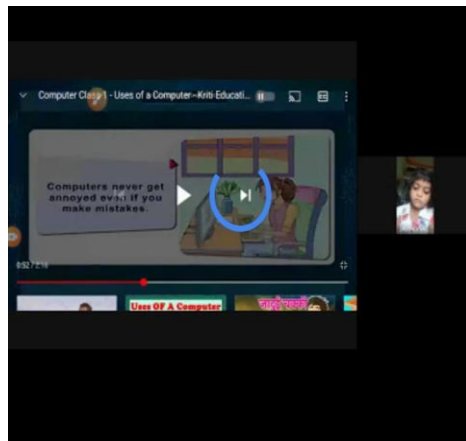 Computer Class 1 - Uses of a Computer - Kriti Educati...
Computers never get
annoyed even if you
make mistakes.
0:52 / 2:18
Uses OF A Computer